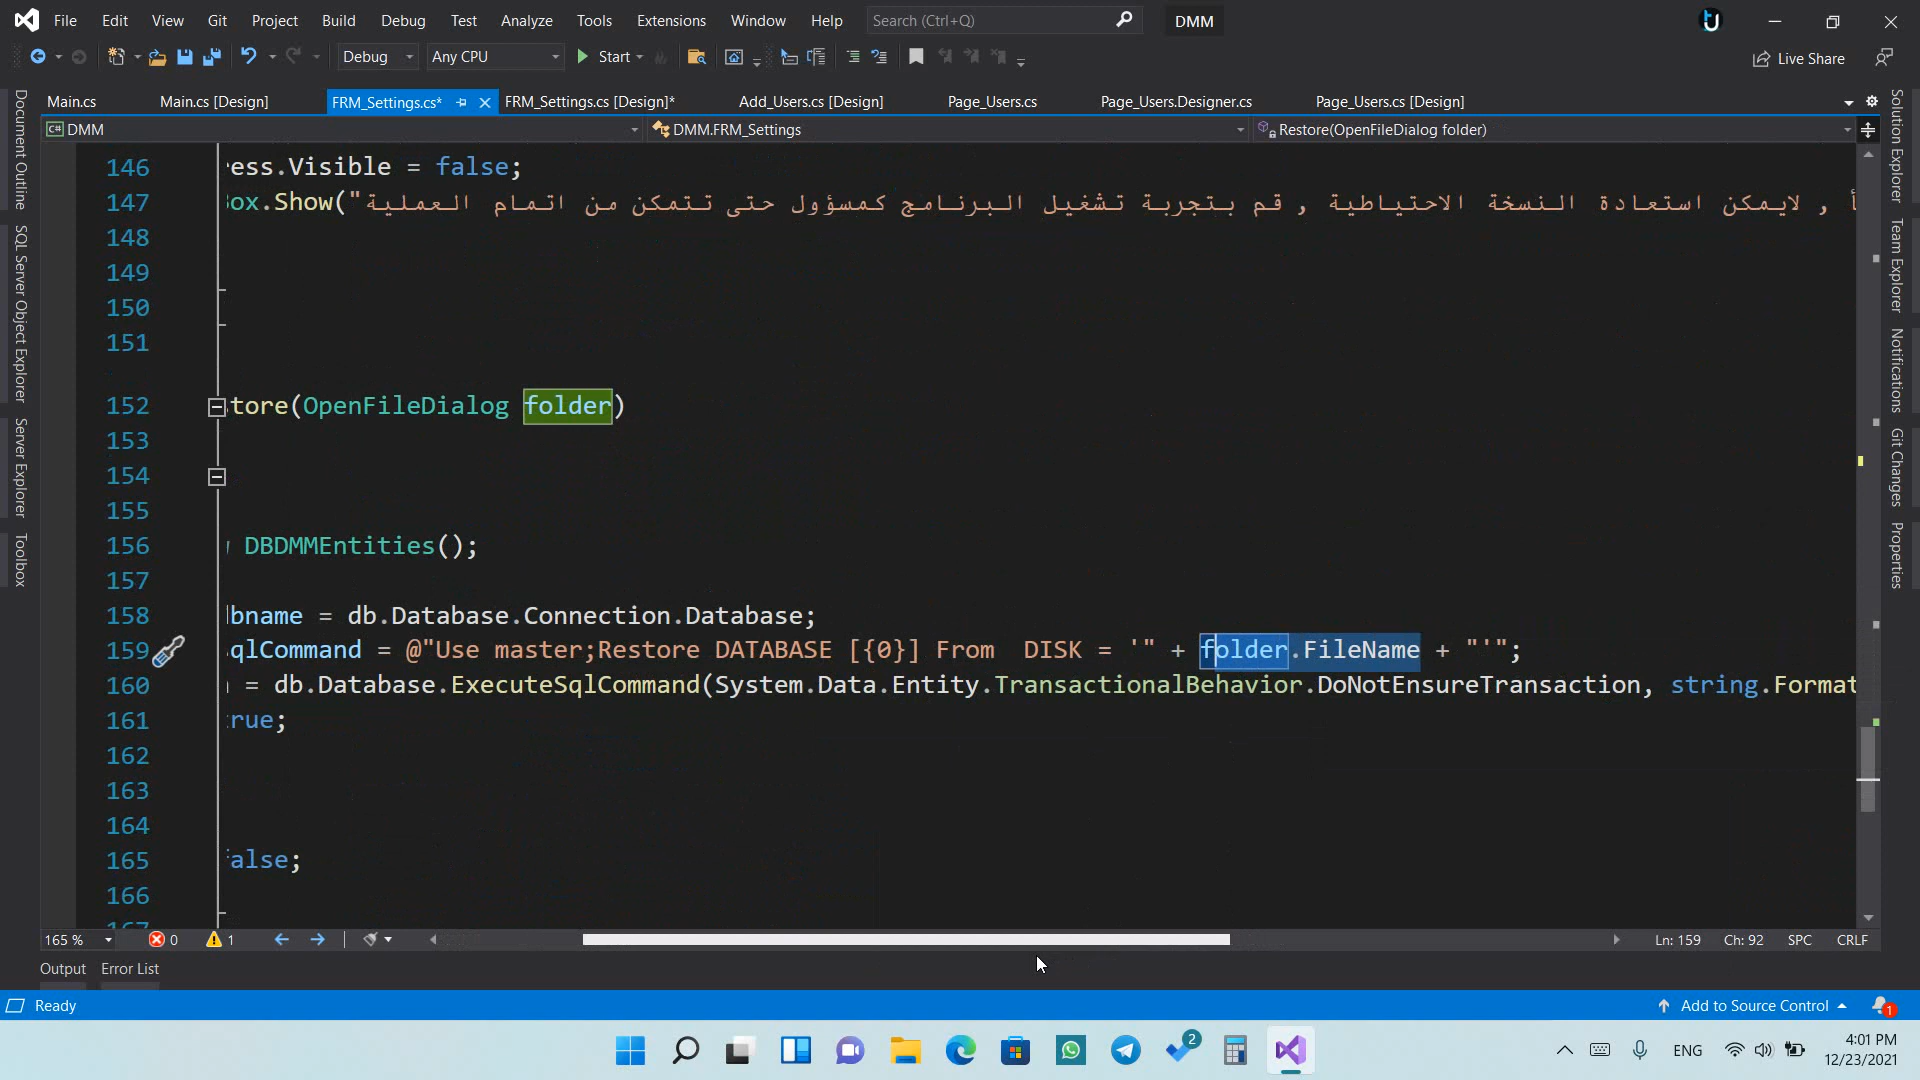 File Edit View Git Project Build Debug Test Analyze Tools Extensions Window Help Search (Ctrl+Q) DMM
Debug Any CPU Start Live Share
Main.cs Main.cs [Design] FRM_Settings.cs* FRM_Settings.cs [Design]* Add_Users.cs [Design] Page_Users.cs Page_Users.Designer.cs Page_Users.cs [Design]
C# DMM DMM.FRM_Settings Restore(OpenFileDialog folder)
Document Outline
SQL Server Object Explorer
Server Explorer
Toolbox
146 ess.Visible = false;
147 ox.Show("أ , لايمكن استعادة النسخة الاحتياطية , قم بتجربة تشغيل البرنامج كمسؤول حتى تتمكن من اتمام العملية
148
149
150
151
152 tore(OpenFileDialog folder)
153
154
155
156 DBDMMEntities();
157
158 bname = db.Database.Connection.Database;
159 qlCommand = @"Use master;Restore DATABASE [{0}] From  DISK = '" + folder.FileName + "'";
160 = db.Database.ExecuteSqlCommand(System.Data.Entity.TransactionalBehavior.DoNotEnsureTransaction, string.Format
161 rue;
162
163
164
165 alse;
166
Solution Explorer
Team Explorer
Notifications
Git Changes
Properties
165 % 0 1 Ln: 159 Ch: 92 SPC CRLF
Output Error List
Ready Add to Source Control 1
2 ENG 4:01 PM
12/23/2021